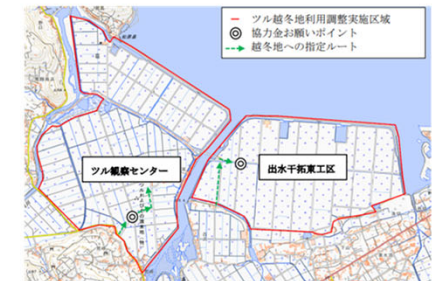 ツル越冬地利用調整実施区域
協力金お願いポイント
越冬地への指定ルート
ツル観察センター
出水干拓東工区